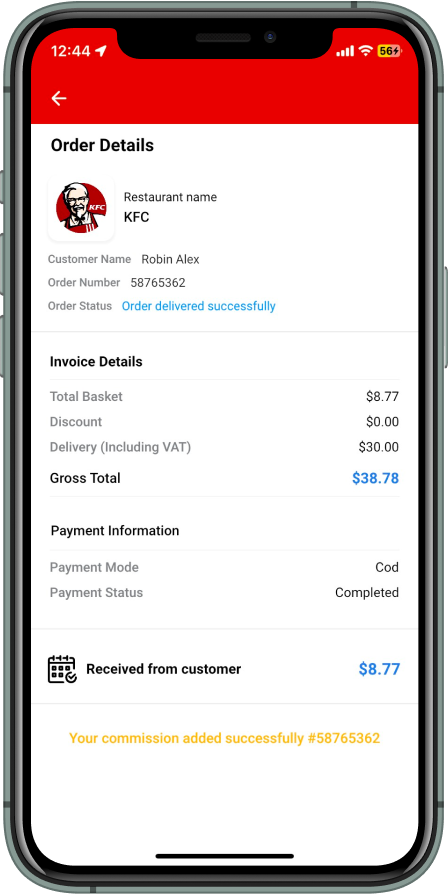 12:44
56
Order Details
Restaurant name
KFC
KFC
Customer Name Robin Alex
Order Number 58765362
Order Status Order delivered successfully
Invoice Details
Total Basket $8.77
Discount $0.00
Delivery (Including VAT) $30.00
Gross Total $38.78
Payment Information
Payment Mode Cod
Payment Status Completed
Received from customer $8.77
Your commission added successfully #58765362